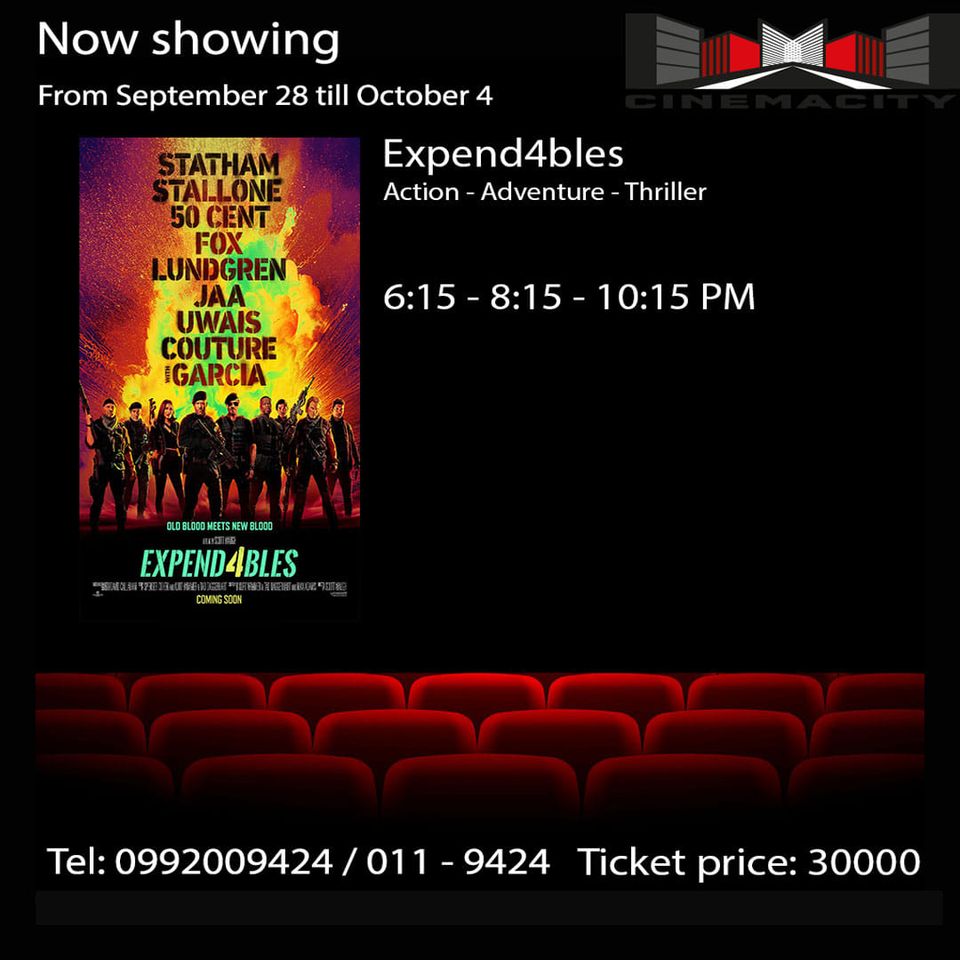 Now showing
From September 28 till October 4
CINEMACITY
STATHAM
STALLONE
50 CENT
FOX
LUNDGREN
JAA
UWAIS
COUTURE
WITH GARCIA
OLD BLOOD MEETS NEW BLOOD
EXPEND4BLES
COMING SOON
Expend4bles
Action - Adventure - Thriller
6:15 - 8:15 - 10:15 PM
Tel: 0992009424 / 011 - 9424
Ticket price: 30000